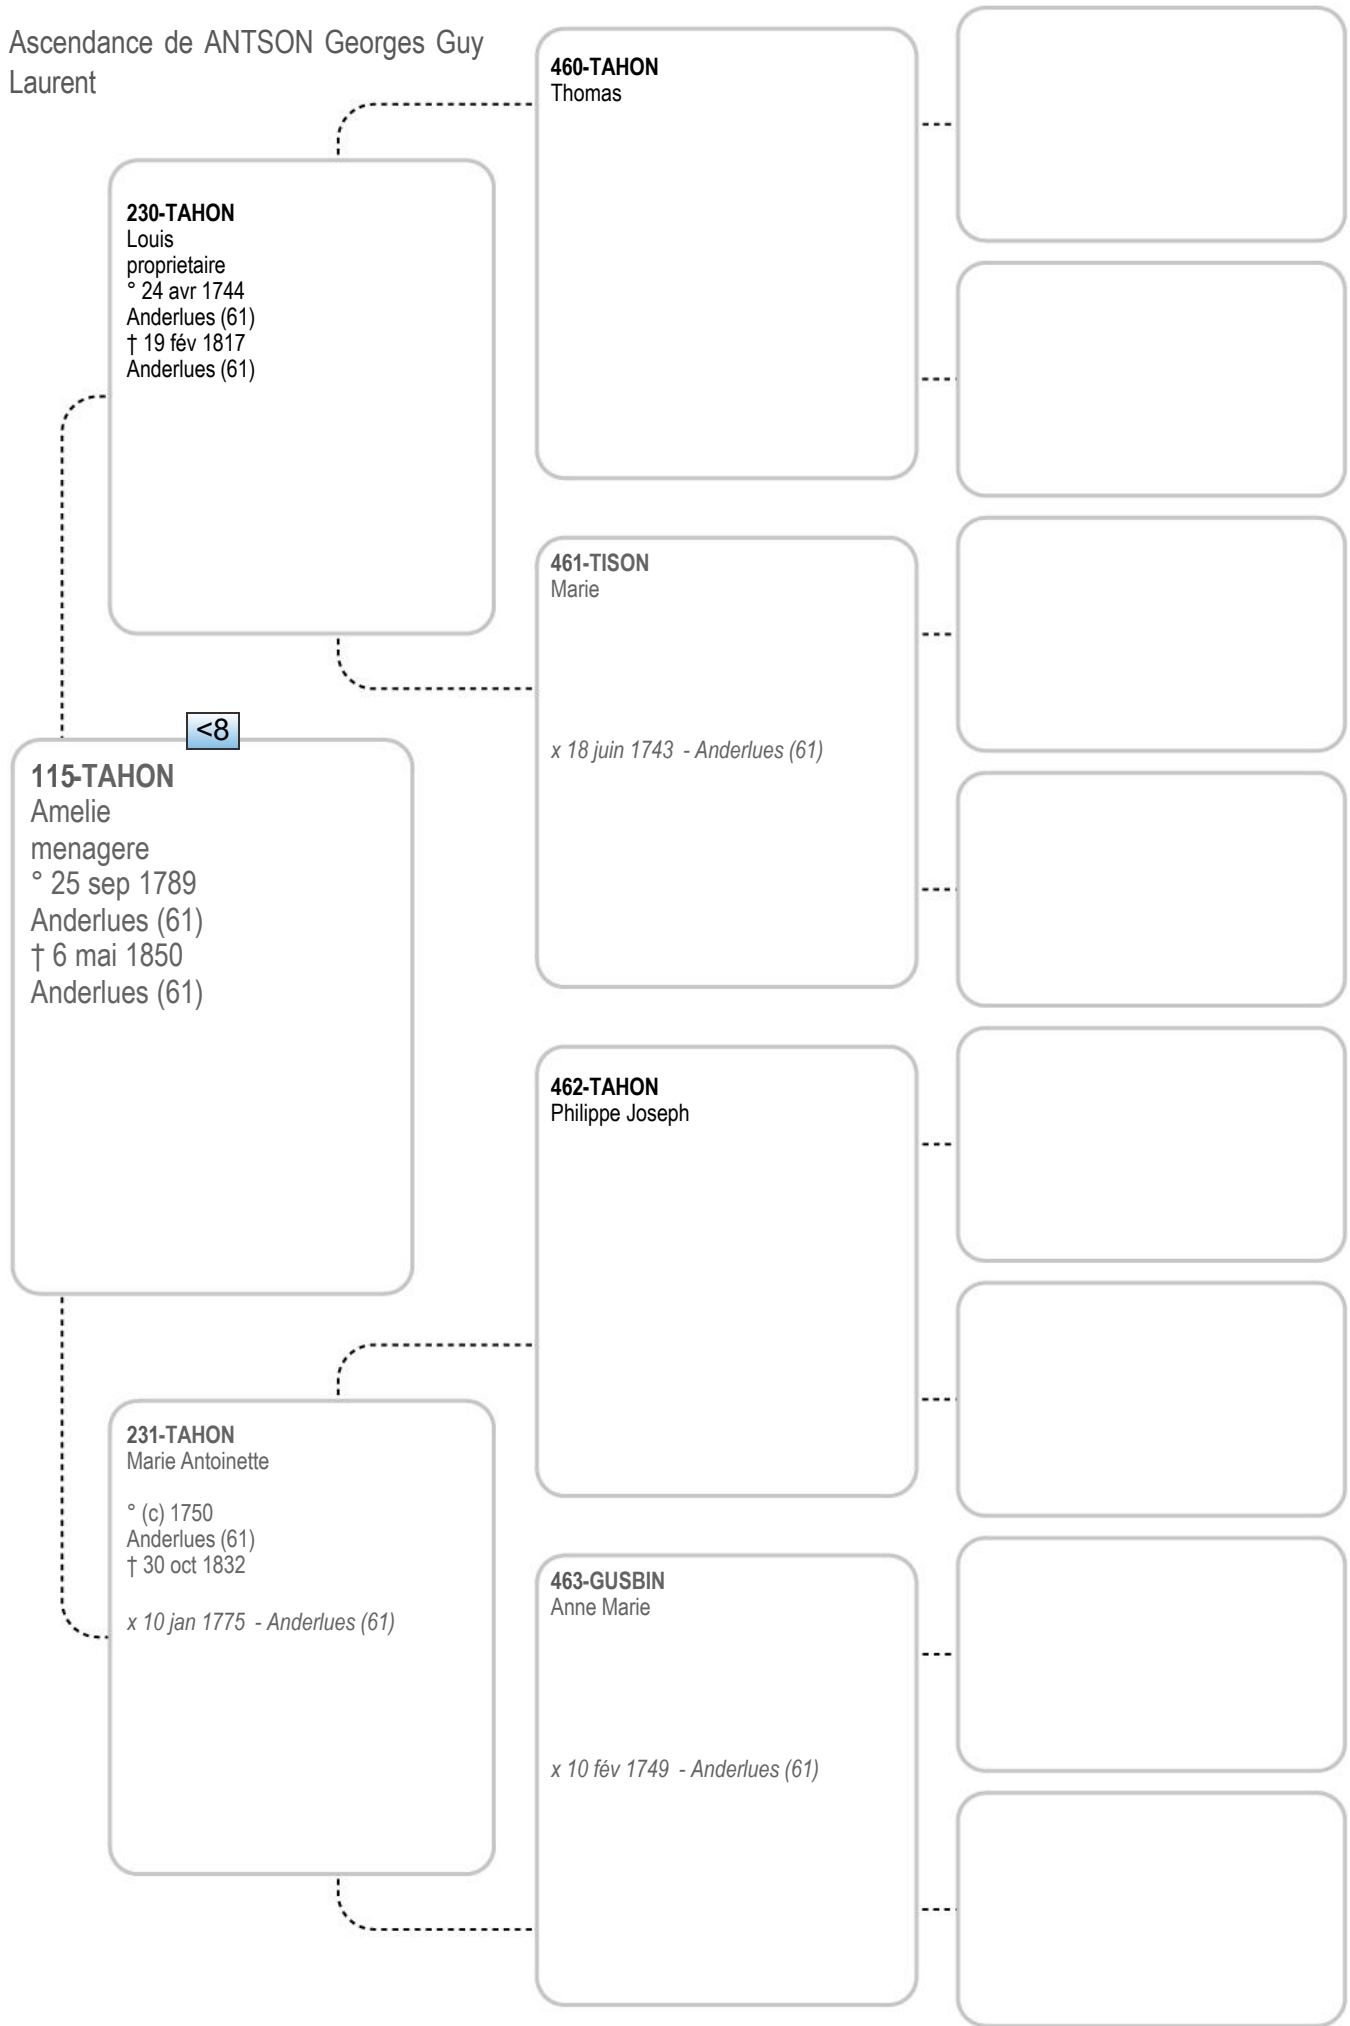 Ascendance de ANTSON Georges Guy
Laurent
460-TAHON
Thomas
230-TAHON
Louis
proprietaire
° 24 avr 1744
Anderlues (61)
† 19 fév 1817
Anderlues (61)
461-TISON
Marie
x 18 juin 1743 - Anderlues (61)
<8
115-TAHON
Amelie
menagere
° 25 sep 1789
Anderlues (61)
† 6 mai 1850
Anderlues (61)
462-TAHON
Philippe Joseph
231-TAHON
Marie Antoinette
° (c) 1750
Anderlues (61)
† 30 oct 1832
x 10 jan 1775 - Anderlues (61)
463-GUSBIN
Anne Marie
x 10 fév 1749 - Anderlues (61)